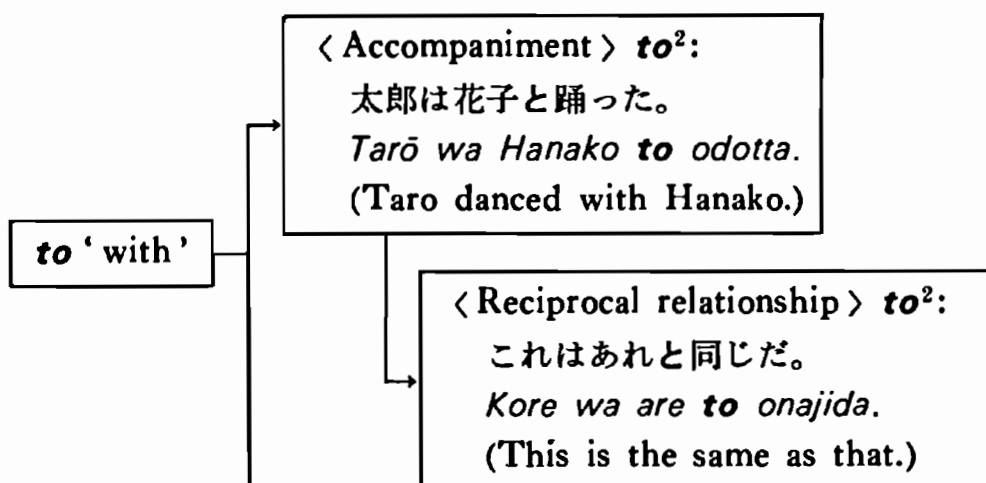 to ‘with’
〈Accompaniment〉 to²:
太郎は花子と踊った。
Tarō wa Hanako to odotta.
(Taro danced with Hanako.)
〈Reciprocal relationship〉 to²:
これはあれと同じだ。
Kore wa are to onajida.
(This is the same as that.)